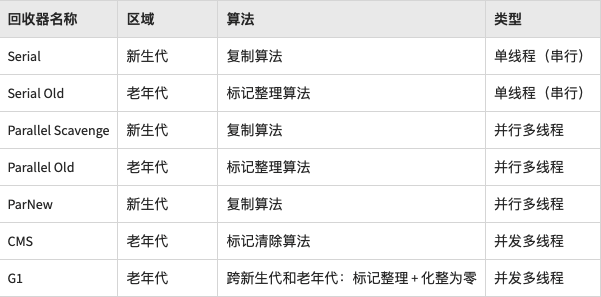 回收器名称 区域 算法 类型
Serial 新生代 复制算法 单线程（串行）
Serial Old 老年代 标记整理算法 单线程（串行）
Parallel Scavenge 新生代 复制算法 并行多线程
Parallel Old 老年代 标记整理算法 并行多线程
ParNew 新生代 复制算法 并行多线程
CMS 老年代 标记清除算法 并发多线程
G1 老年代 跨新生代和老年代：标记整理 + 化整为零 并发多线程